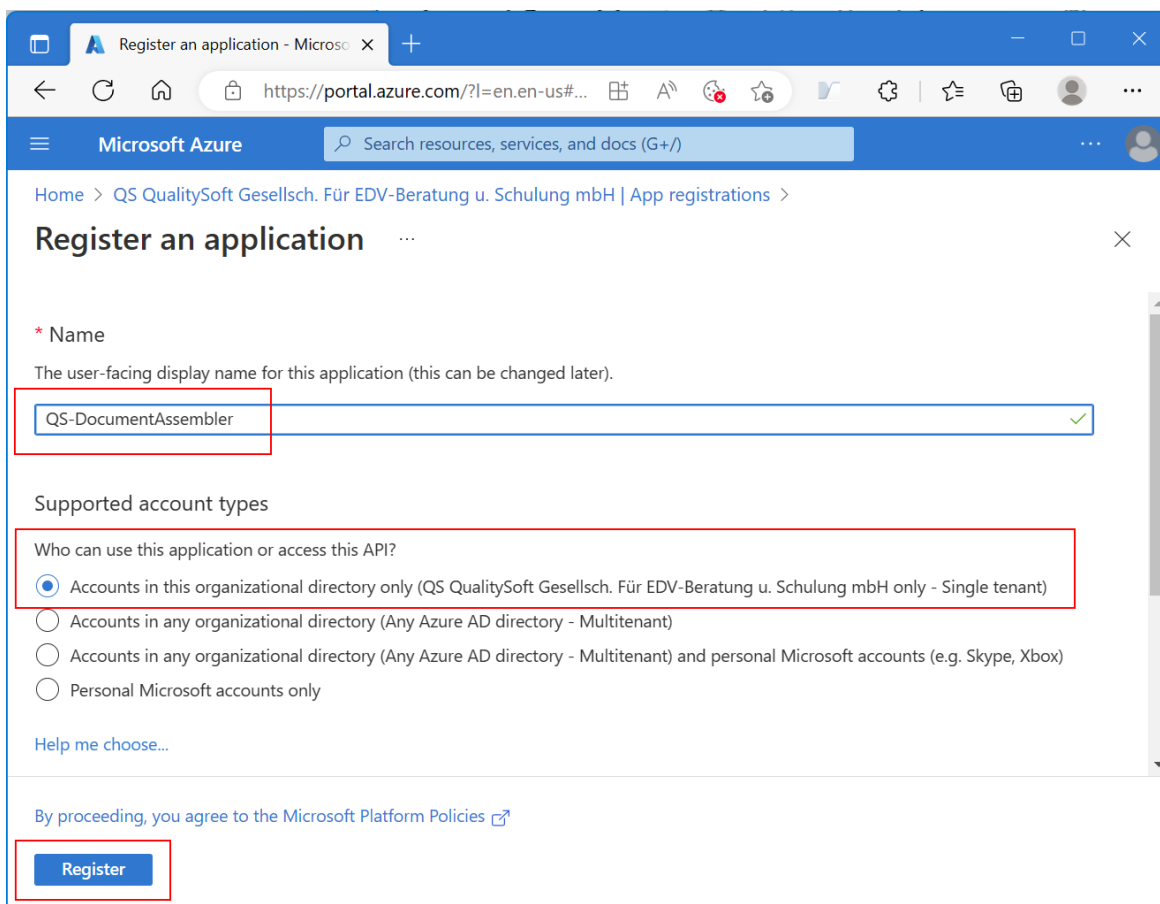 Register an application - Microsc
https://portal.azure.com/?l=en.en-us#...
Microsoft Azure
Search resources, services, and docs (G+/)
Home > QS QualitySoft Gesellsch. Für EDV-Beratung u. Schulung mbH | App registrations >
Register an application ...
* Name
The user-facing display name for this application (this can be changed later).
QS-DocumentAssembler
Supported account types
Who can use this application or access this API?
Accounts in this organizational directory only (QS QualitySoft Gesellsch. Für EDV-Beratung u. Schulung mbH only - Single tenant)
Accounts in any organizational directory (Any Azure AD directory - Multitenant)
Accounts in any organizational directory (Any Azure AD directory - Multitenant) and personal Microsoft accounts (e.g. Skype, Xbox)
Personal Microsoft accounts only
Help me choose...
By proceeding, you agree to the Microsoft Platform Policies
Register